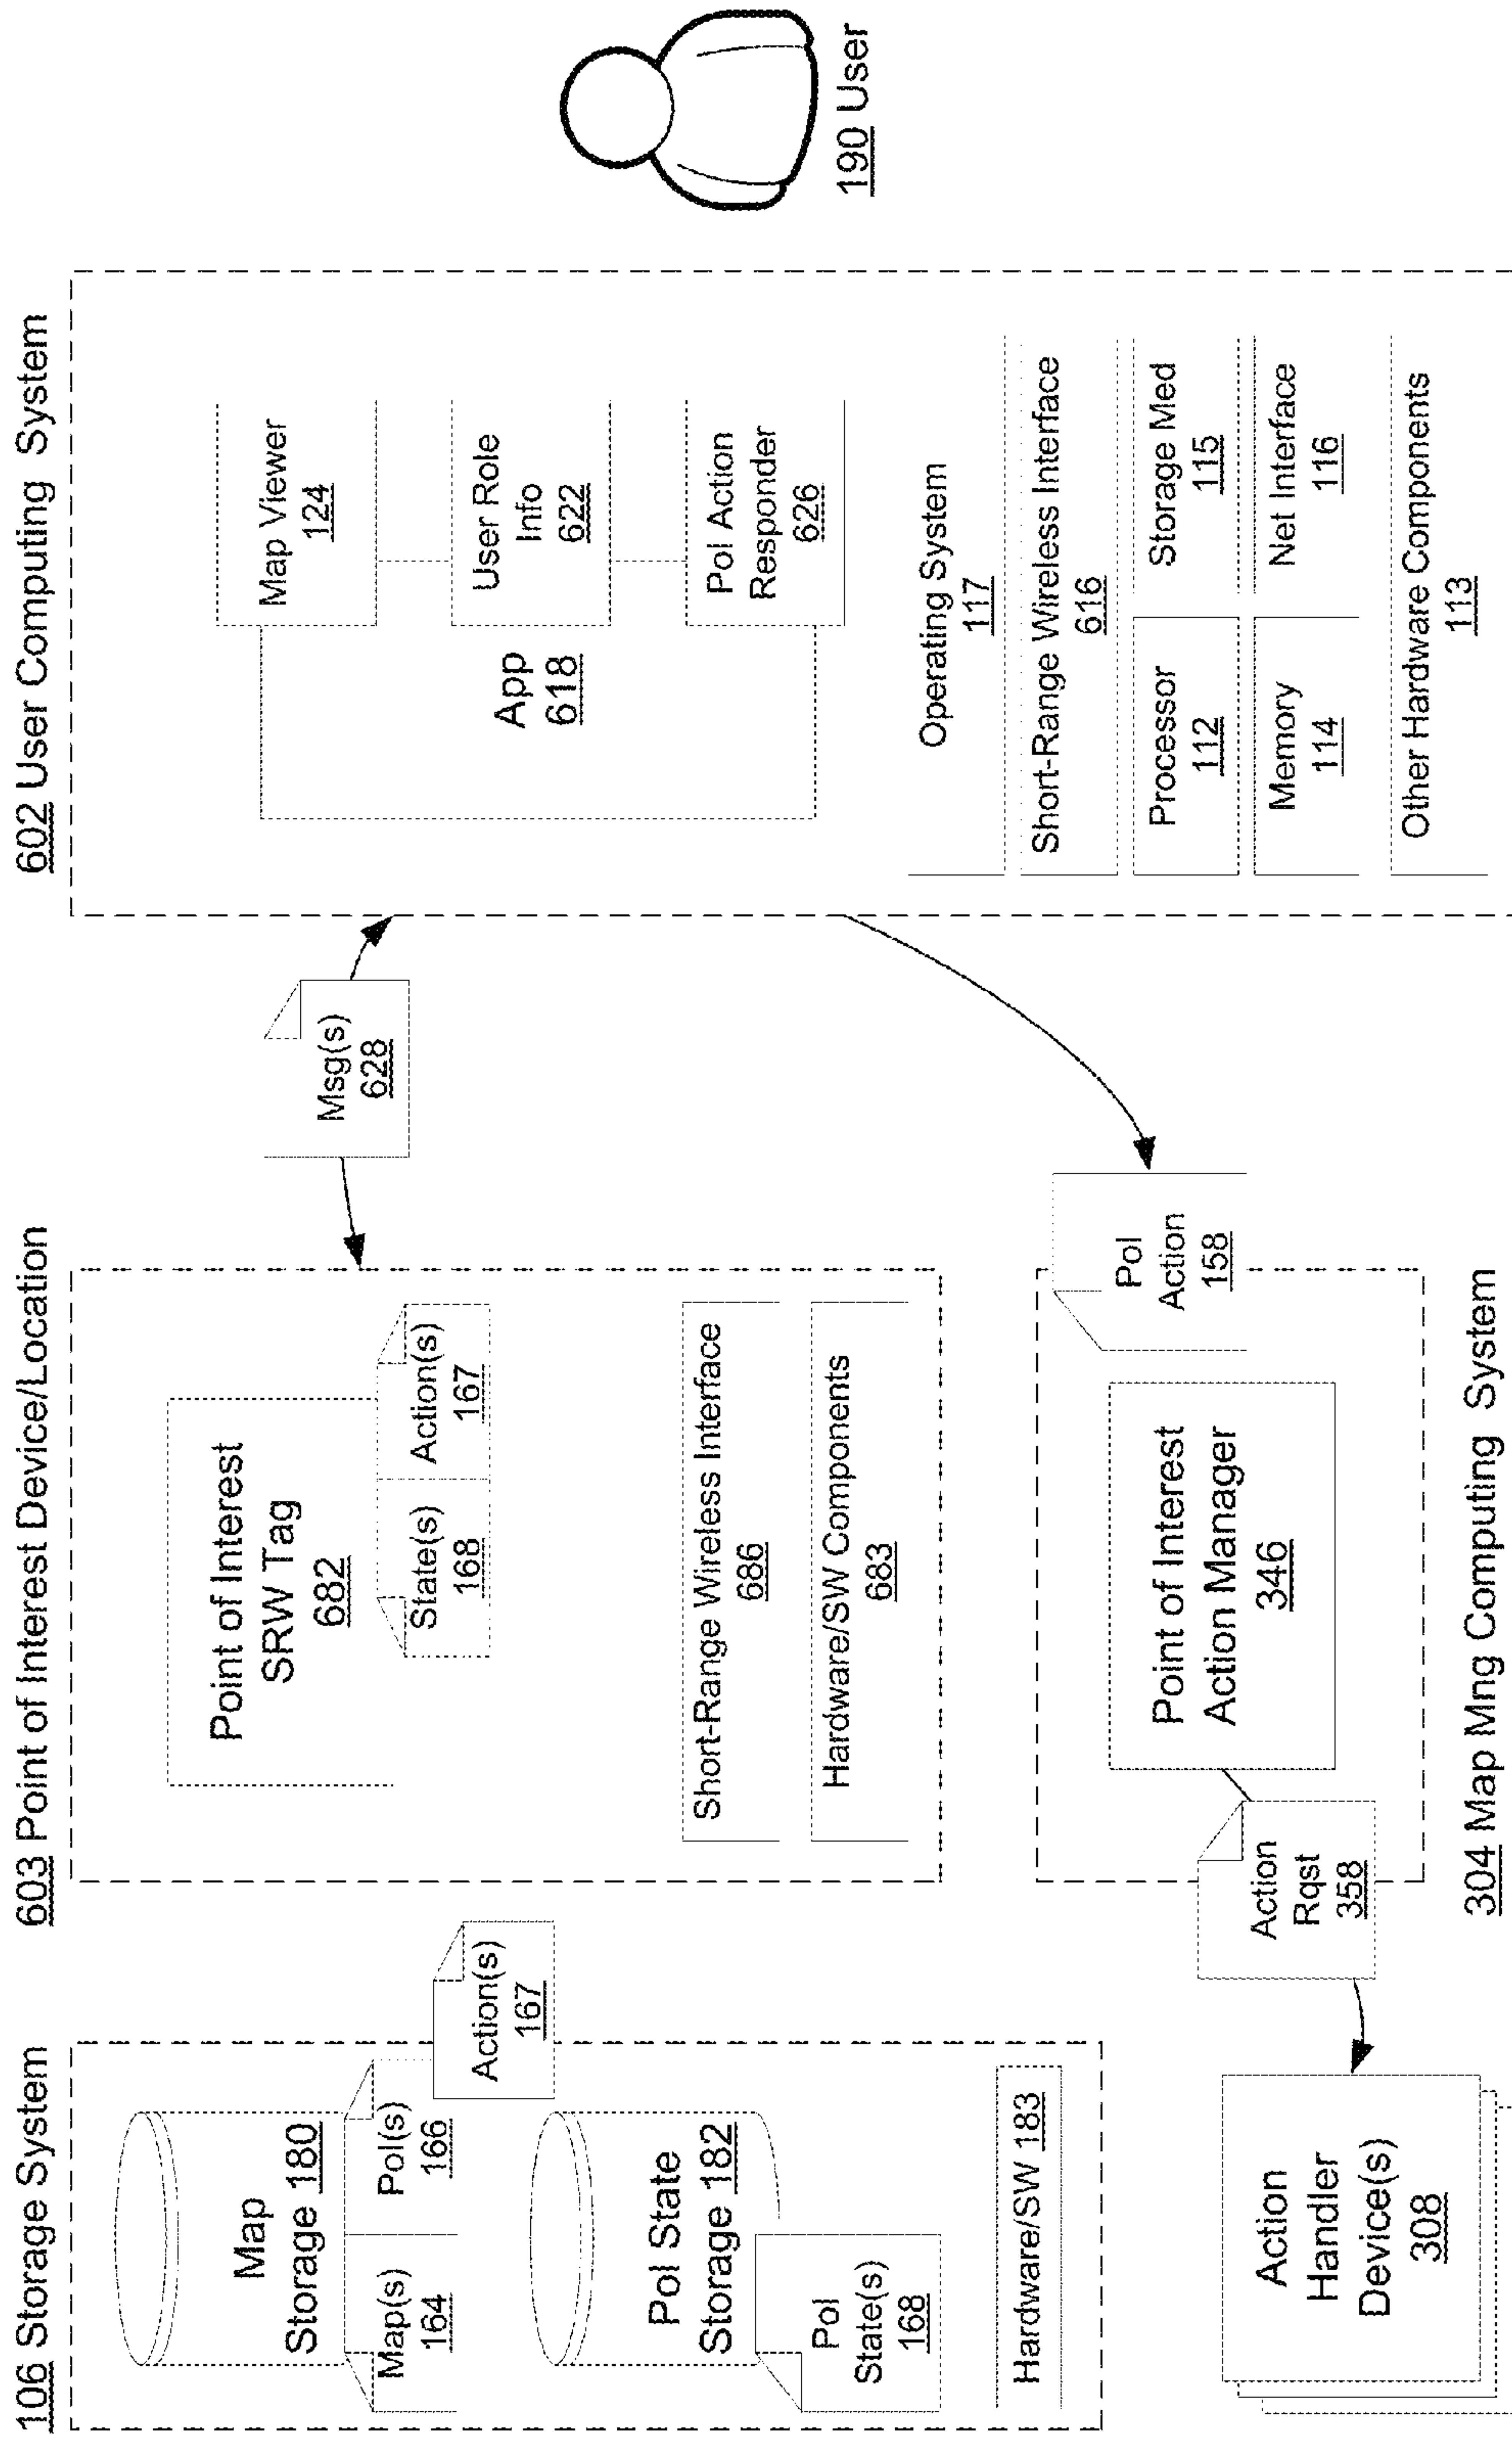 106 Storage System
Map
Storage 180
Map(s)
164
PoI(s)
166
Action(s)
167
PoI State
Storage 182
PoI
State(s)
168
Hardware/SW 183
603 Point of Interest Device/Location
Point of Interest
SRW Tag
682
State(s)
168
Action(s)
167
Short-Range Wireless Interface
686
Hardware/SW Components
683
Msg(s)
628
602 User Computing System
Map Viewer
124
User Role
Info
622
PoI Action
Responder
626
App
618
Operating System
117
Short-Range Wireless Interface
616
Processor
112
Storage Med
115
Memory
114
Net Interface
116
Other Hardware Components
113
190 User
Action
Handler
Device(s)
308
Action
Rqst
358
Point of Interest
Action Manager
346
PoI
Action
158
304 Map Mng Computing System